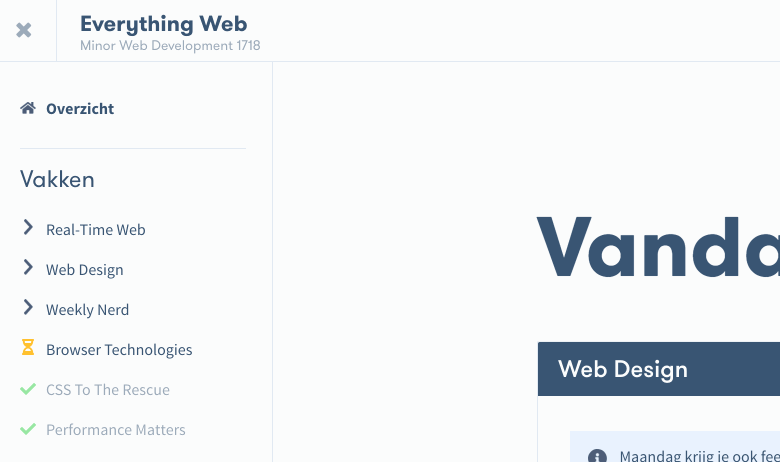 Everything Web
Minor Web Development 1718
Overzicht
Vakken
Real-Time Web
Web Design
Weekly Nerd
Browser Technologies
CSS To The Rescue
Performance Matters
Vanda
Web Design
Maandag krijg je ook fee